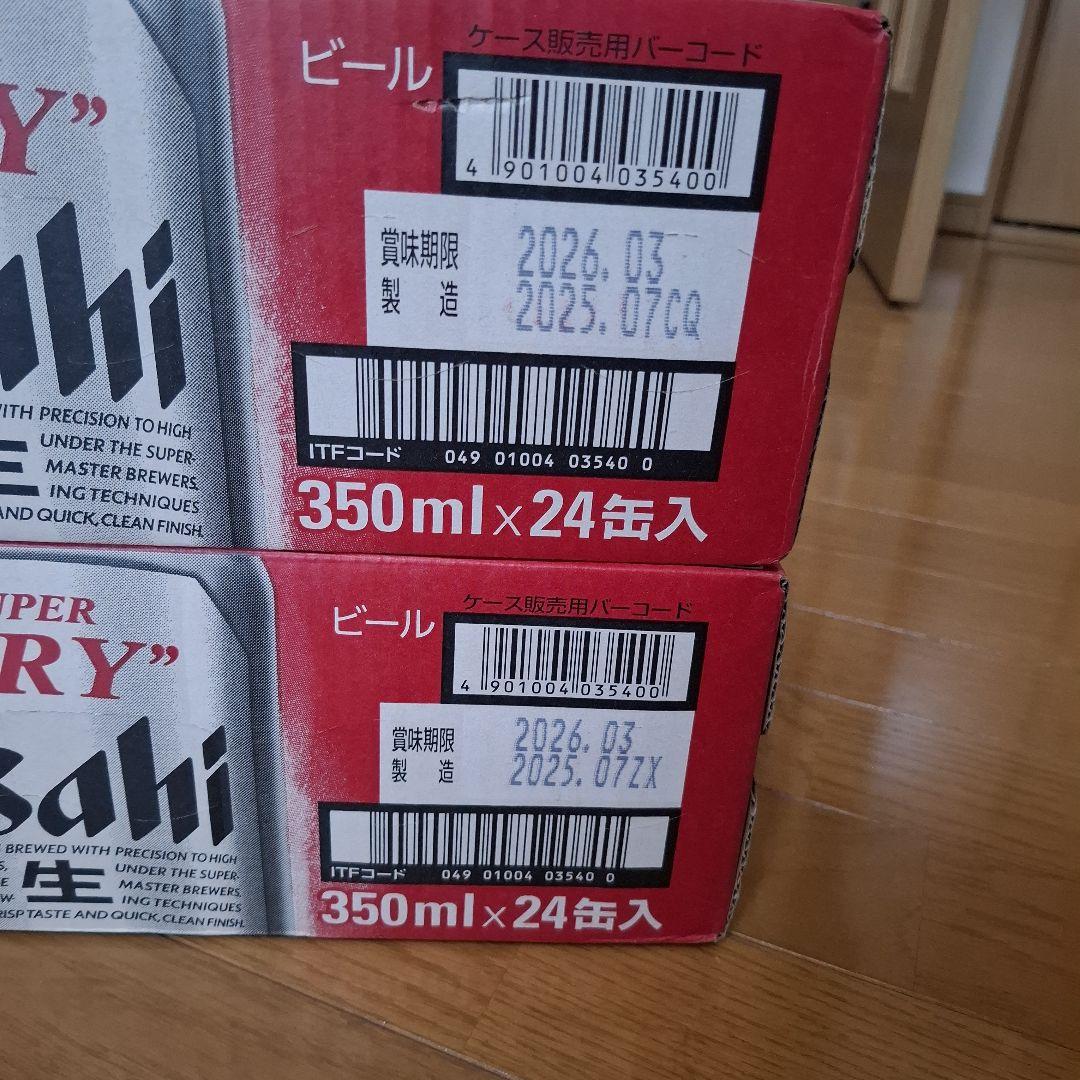 ビール
ケース販売用バーコード
4 901004 035400
RY”
ahi
賞味期限 2026.03
製造 2025.07CQ
WITH PRECISION TO HIGH
UNDER THE SUPER-
MASTER BREWERS.
ING TECHNIQUES
AND QUICK, CLEAN FINISH.
生
ITFコード 049 01004 03540 0
350ml×24缶入
SUPER
RY”
ビール
ケース販売用バーコード
4 901004 035400
sahi
賞味期限 2026.03
製造 2025.07ZX
BREWED WITH PRECISION TO HIGH
UNDER THE SUPER-
MASTER BREWERS.
ING TECHNIQUES
RISP TASTE AND QUICK, CLEAN FINISH.
生
ITFコード 049 01004 03540 0
350ml×24缶入